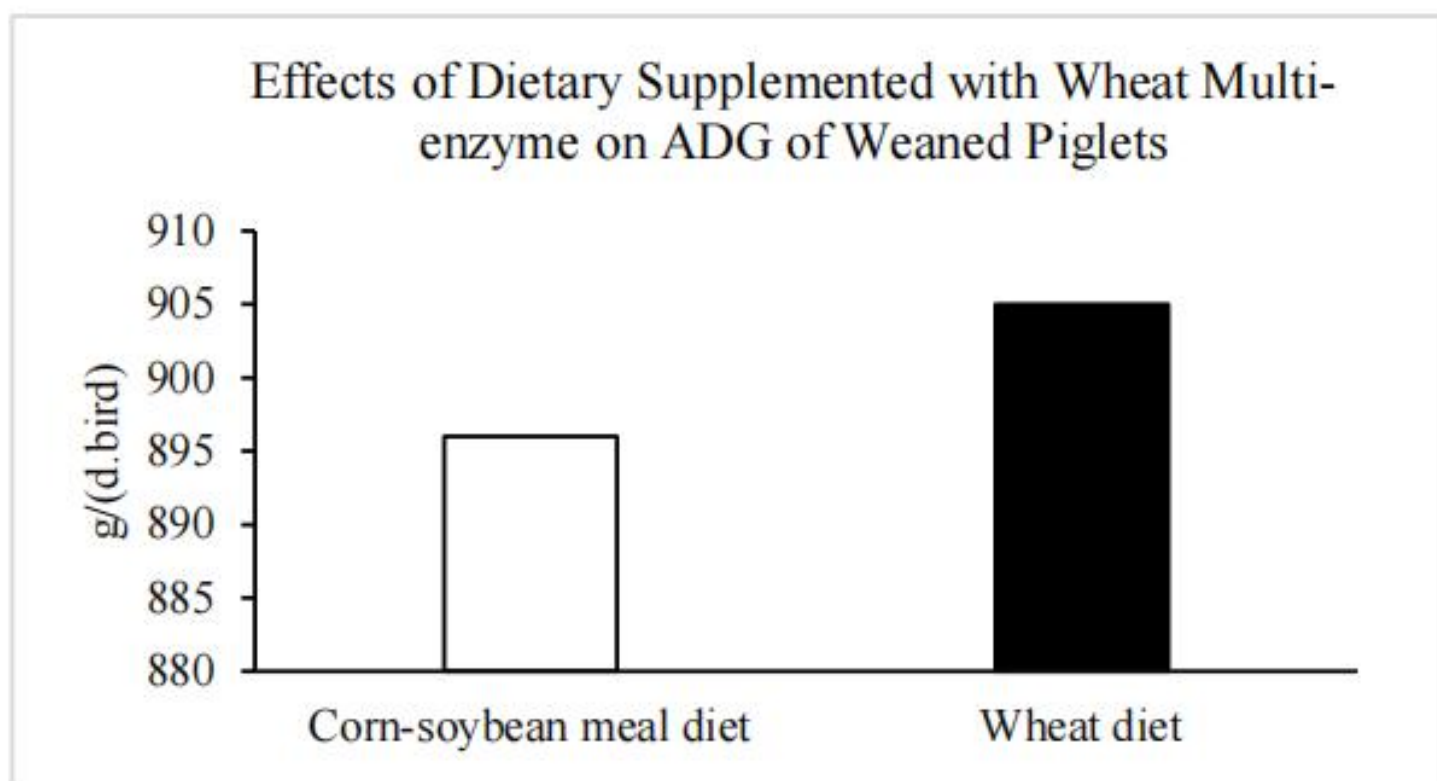 Effects of Dietary Supplemented with Wheat Multi-
enzyme on ADG of Weaned Piglets
910
905
900
895
890
885
880
g/(d.bird)
Corn-soybean meal diet
Wheat diet